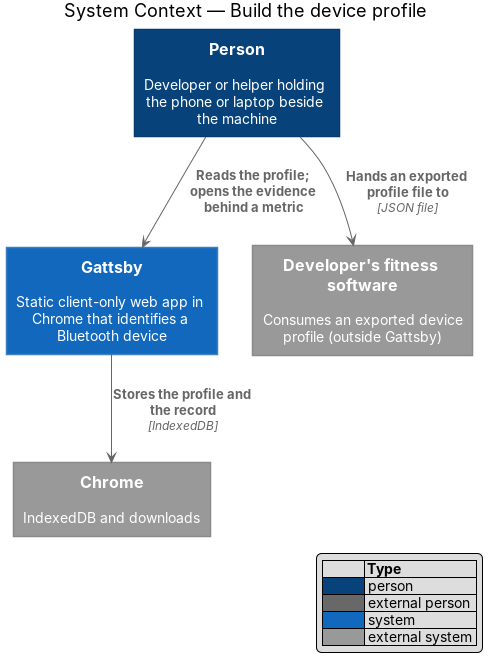 System Context — Build the device profile
Person
Developer or helper holding
the phone or laptop beside
the machine
Reads the profile;
opens the evidence
behind a metric
Hands an exported
profile file to
[JSON file]
Gattsby
Static client-only web app in
Chrome that identifies a
Bluetooth device
Developer's fitness
software
Consumes an exported device
profile (outside Gattsby)
Stores the profile and
the record
[IndexedDB]
Chrome
IndexedDB and downloads
Type
person
external person
system
external system